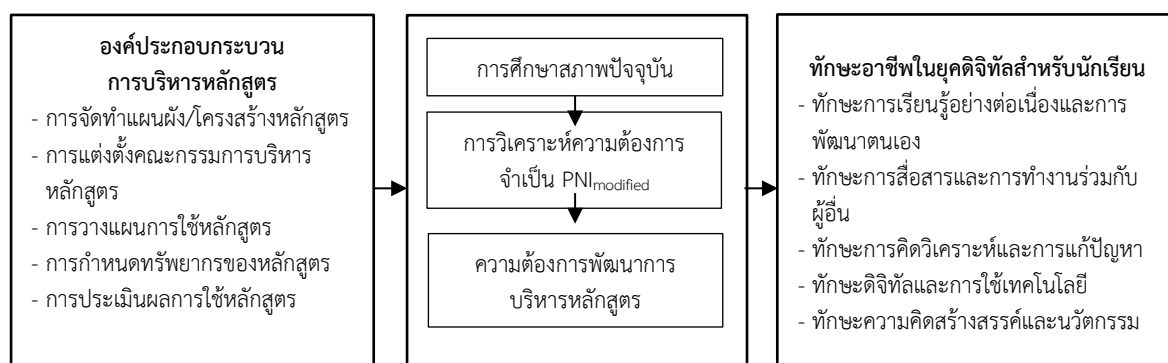 องค์ประกอบกระบวน
การบริหารหลักสูตร
- การจัดทำแผนผัง/โครงสร้างหลักสูตร
- การแต่งตั้งคณะกรรมการบริหาร
หลักสูตร
- การวางแผนการใช้หลักสูตร
- การกำหนดทรัพยากรของหลักสูตร
- การประเมินผลการใช้หลักสูตร
การศึกษาสภาพปัจจุบัน
การวิเคราะห์ความต้องการ
จำเป็น PNImodified
ความต้องการพัฒนาการ
บริหารหลักสูตร
ทักษะอาชีพในยุคดิจิทัลสำหรับนักเรียน
- ทักษะการเรียนรู้อย่างต่อเนื่องและการ
พัฒนาตนเอง
- ทักษะการสื่อสารและการทำงานร่วมกับ
ผู้อื่น
- ทักษะการคิดวิเคราะห์และการแก้ปัญหา
- ทักษะดิจิทัลและการใช้เทคโนโลยี
- ทักษะความคิดสร้างสรรค์และนวัตกรรม